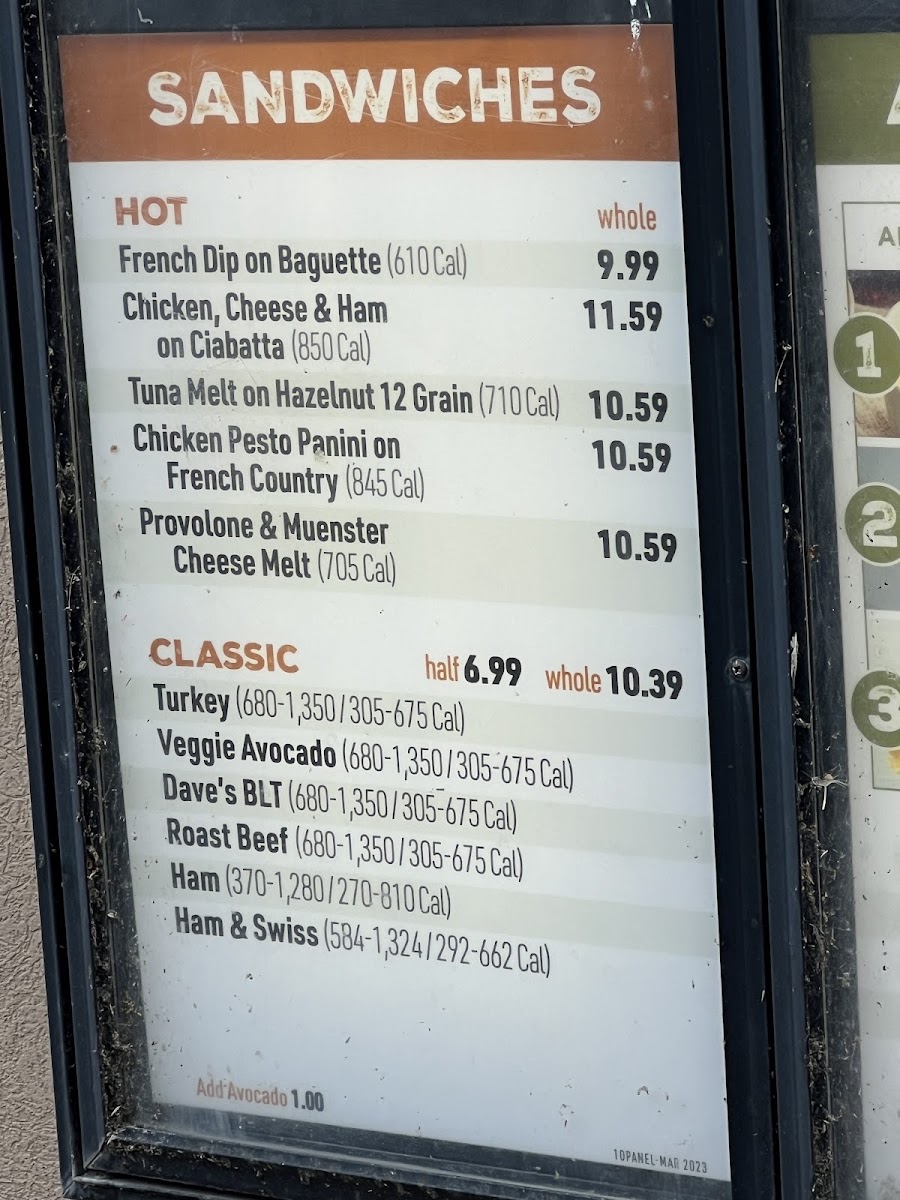 SANDWICHES
HOT whole
French Dip on Baguette (610 Cal) 9.99
Chicken, Cheese & Ham 11.59
on Ciabatta (850 Cal)
Tuna Melt on Hazelnut 12 Grain (710 Cal) 10.59
Chicken Pesto Panini on 10.59
French Country (845 Cal)
Provolone & Muenster 10.59
Cheese Melt (705 Cal)
CLASSIC half 6.99 whole 10.39
Turkey (680-1,350/305-675 Cal)
Veggie Avocado (680-1,350/305-675 Cal)
Dave's BLT (680-1,350/305-675 Cal)
Roast Beef (680-1,350/305-675 Cal)
Ham (370-1,280/270-810 Cal)
Ham & Swiss (584-1,324/292-662 Cal)
Add Avocado 1.00
10PANEL-MAR 2023
1
2
3